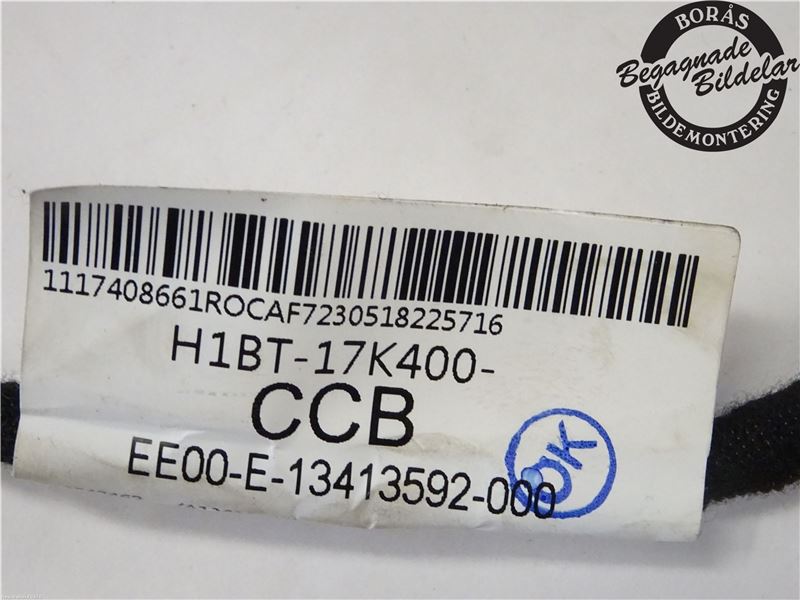 BORÅS
Begagnade
Bildelar
BILDEMONTERING
1117408661ROCAF7230518225716
H1BT-17K400-
CCB
EE00-E-13413592-000
OK